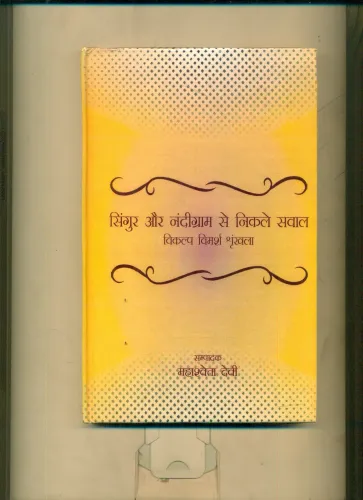 सिंगुर और नंदीग्राम से निकले सवाल
विकल्प विमर्श शृंखला
सम्पादक
महाश्वेता देवी